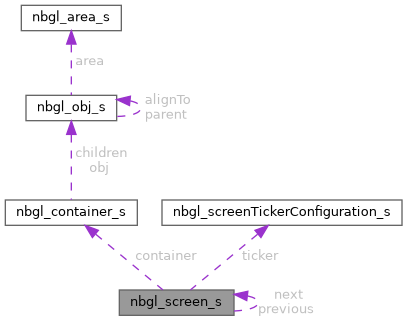 nbgl_area_s
area
nbgl_obj_s
alignTo
parent
children
obj
nbgl_container_s
nbgl_screenTickerConfiguration_s
container
ticker
nbgl_screen_s
next
previous